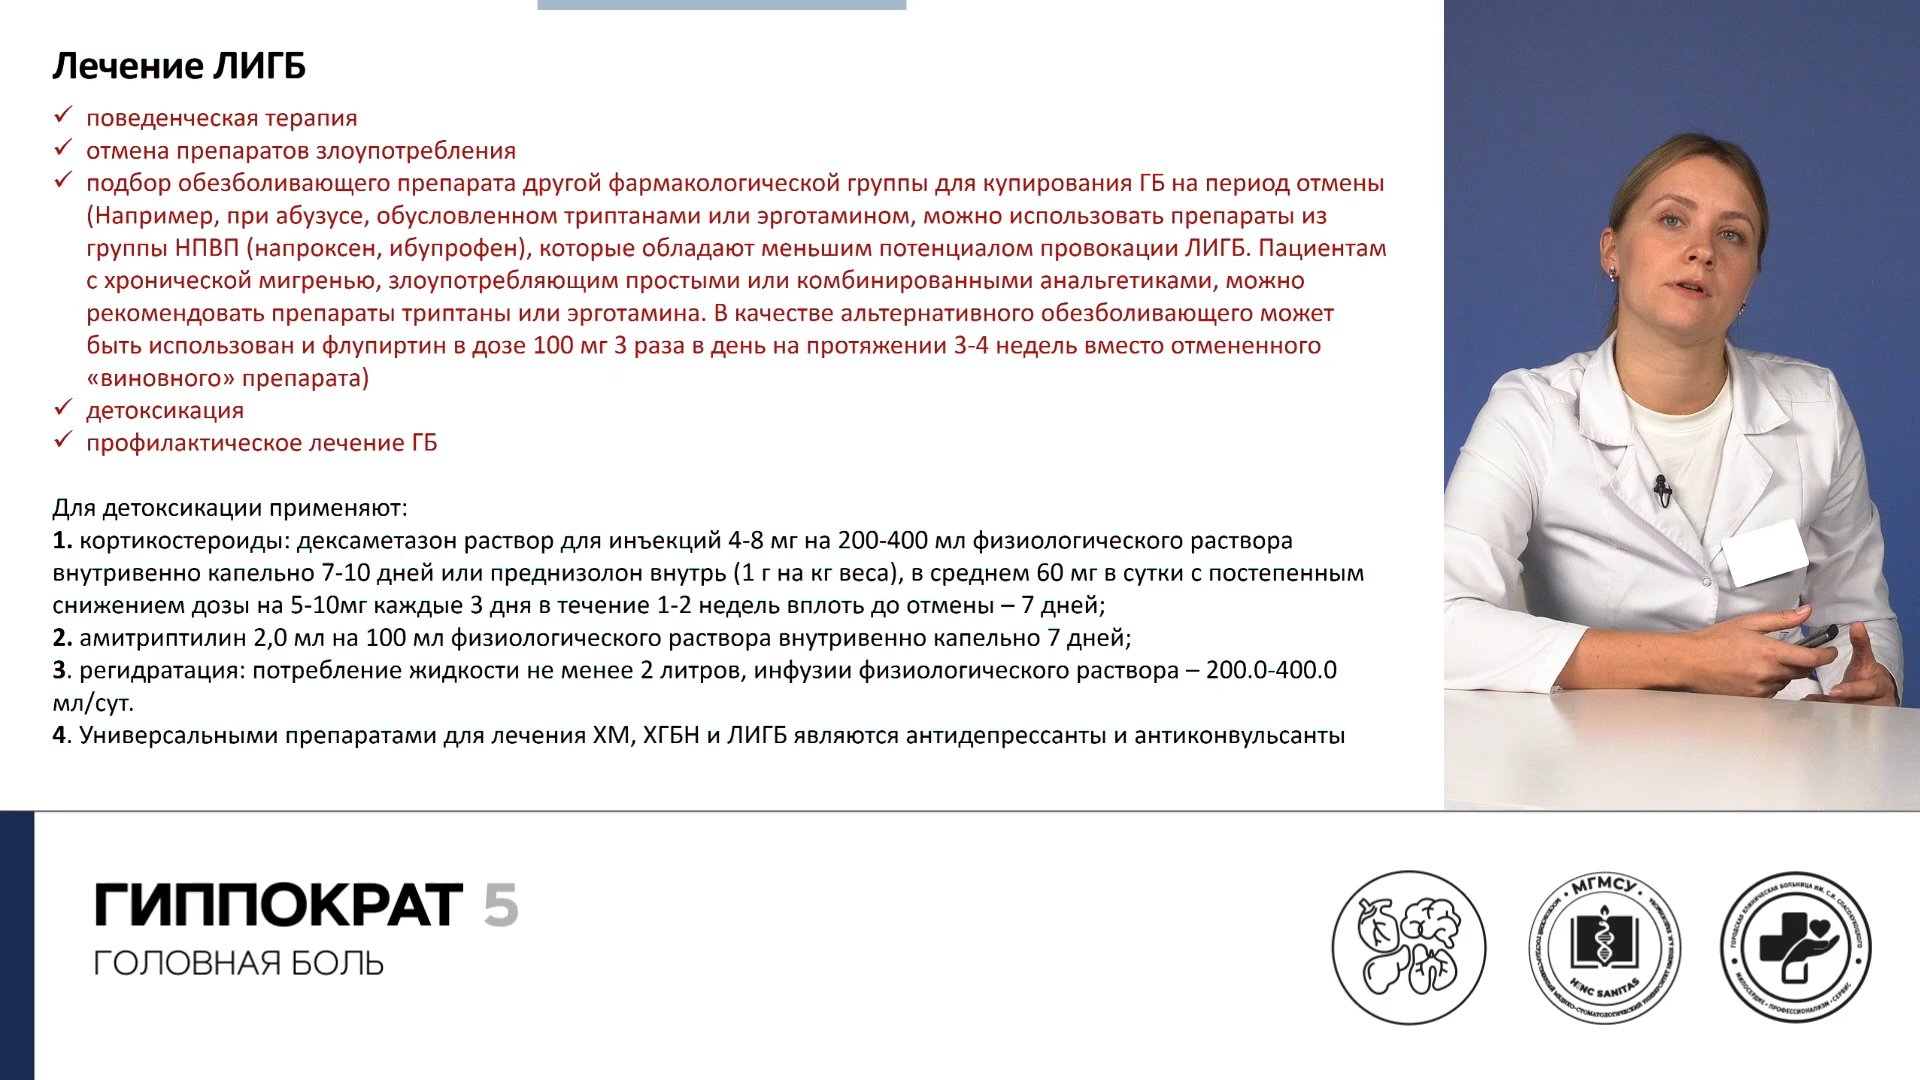 Лечение ЛИГБ
поведенческая терапия
отмена препаратов злоупотребления
подбор обезболивающего препарата другой фармакологической группы для купирования ГБ на период отмены
(Например, при абузусе, обусловленном триптанами или эрготамином, можно использовать препараты из
группы НПВП (напроксен, ибупрофен), которые обладают меньшим потенциалом провокации ЛИГБ. Пациентам
с хронической мигренью, злоупотребляющим простыми или комбинированными анальгетиками, можно
рекомендовать препараты триптаны или эрготамина. В качестве альтернативного обезболивающего может
быть использован и флупиртин в дозе 100 мг 3 раза в день на протяжении 3-4 недель вместо отмененного
«виновного» препарата)
детоксикация
профилактическое лечение ГБ
Для детоксикации применяют:
1. кортикостероиды: дексаметазон раствор для инъекций 4-8 мг на 200-400 мл физиологического раствора
внутривенно капельно 7-10 дней или преднизолон внутрь (1 г на кг веса), в среднем 60 мг в сутки с постепенным
снижением дозы на 5-10мг каждые 3 дня в течение 1-2 недель вплоть до отмены – 7 дней;
2. амитриптилин 2,0 мл на 100 мл физиологического раствора внутривенно капельно 7 дней;
3. регидратация: потребление жидкости не менее 2 литров, инфузии физиологического раствора – 200.0-400.0
мл/сут.
4. Универсальными препаратами для лечения ХМ, ХГБН и ЛИГБ являются антидепрессанты и антиконвульсанты
ГИППОКРАТ 5
ГОЛОВНАЯ БОЛЬ
МГМСУ
HINC SANITAS
ГОРОДСКАЯ КЛИНИЧЕСКАЯ БОЛЬНИЦА ИМ. С.И. СПАСОКУКОЦКОГО
МИЛОСЕРДИЕ • ПРОФЕССИОНАЛИЗМ • СЕРВИС